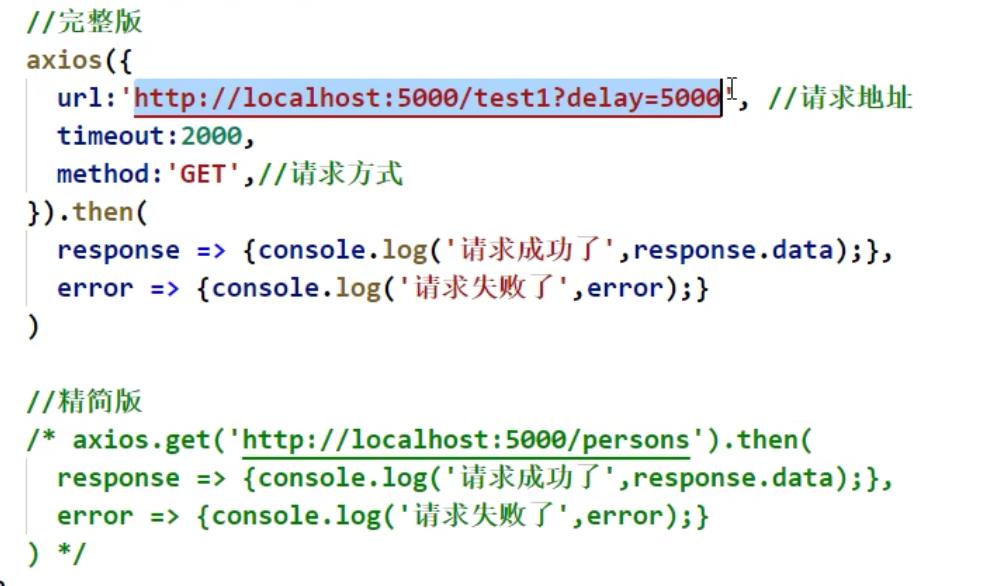 //完整版
axios({
url:'http://localhost:5000/test1?delay=5000', //请求地址
timeout:2000,
method:'GET',//请求方式
}).then(
response => {console.log('请求成功了',response.data);},
error => {console.log('请求失败了',error);}
)
//精简版
/* axios.get('http://localhost:5000/persons').then(
response => {console.log('请求成功了',response.data);},
error => {console.log('请求失败了',error);}
) */